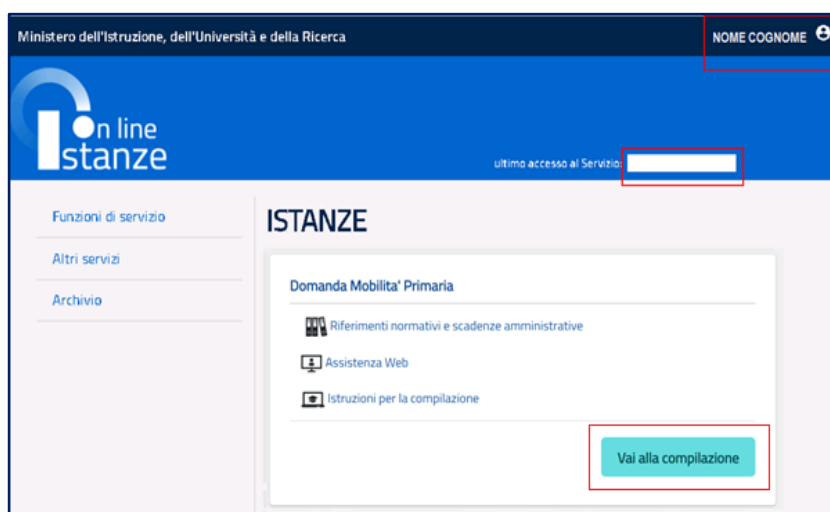 Ministero dell'Istruzione, dell'Università e della Ricerca
NOME COGNOME
On line
Istanze
ultimo accesso al Servizio:
Funzioni di servizio
Altri servizi
Archivio
ISTANZE
Domanda Mobilita' Primaria
Riferimenti normativi e scadenze amministrative
Assistenza Web
Istruzioni per la compilazione
Vai alla compilazione